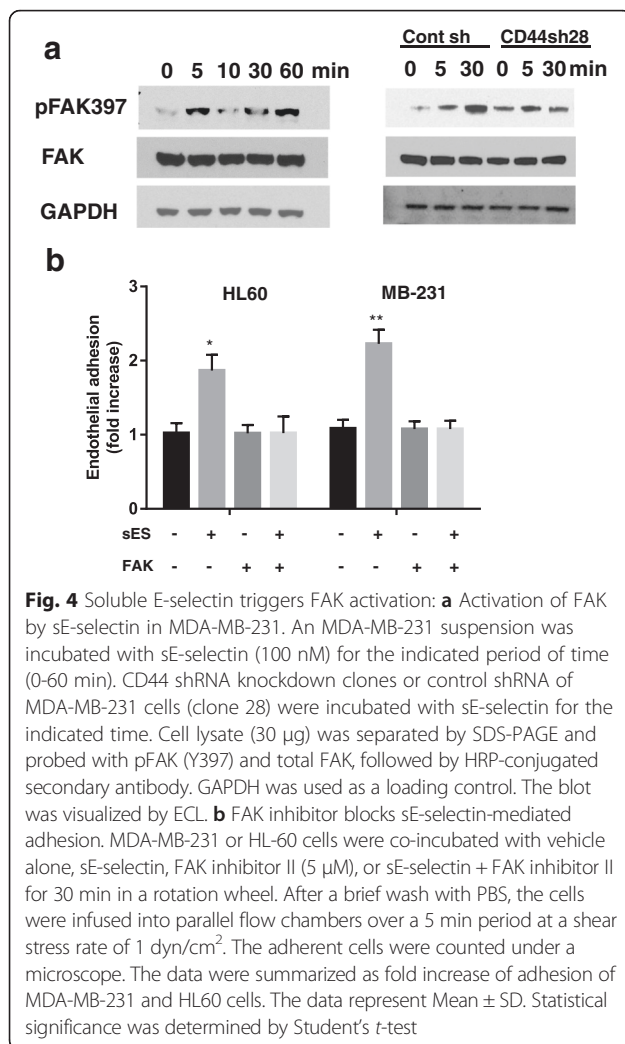 a
Cont sh CD44sh28
0 5 10 30 60 min 0 5 30 0 5 30 min
pFAK397
FAK
GAPDH
b
3
HL60 MB-231
* **
2
1
0
Endothelial adhesion
(fold increase)
sES - + - + - + - +
FAK - - + + - - + +
Fig. 4 Soluble E-selectin triggers FAK activation: a Activation of FAK
by sE-selectin in MDA-MB-231. An MDA-MB-231 suspension was
incubated with sE-selectin (100 nM) for the indicated period of time
(0-60 min). CD44 shRNA knockdown clones or control shRNA of
MDA-MB-231 cells (clone 28) were incubated with sE-selectin for the
indicated time. Cell lysate (30 μg) was separated by SDS-PAGE and
probed with pFAK (Y397) and total FAK, followed by HRP-conjugated
secondary antibody. GAPDH was used as a loading control. The blot
was visualized by ECL. b FAK inhibitor blocks sE-selectin-mediated
adhesion. MDA-MB-231 or HL-60 cells were co-incubated with vehicle
alone, sE-selectin, FAK inhibitor II (5 μM), or sE-selectin + FAK inhibitor II
for 30 min in a rotation wheel. After a brief wash with PBS, the cells
were infused into parallel flow chambers over a 5 min period at a shear
stress rate of 1 dyn/cm². The adherent cells were counted under a
microscope. The data were summarized as fold increase of adhesion of
MDA-MB-231 and HL60 cells. The data represent Mean ± SD. Statistical
significance was determined by Student's t-test